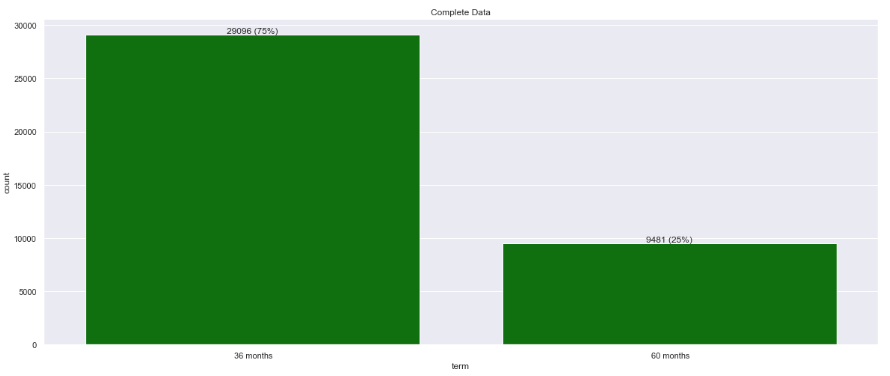 Complete Data
29096 (75%)
9481 (25%)
30000
25000
20000
15000
10000
5000
0
count
36 months
60 months
term